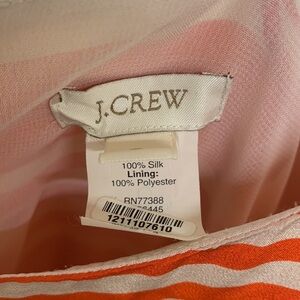 J.CREW
100% Silk
Lining:
100% Polyester
RN77388
1211107610